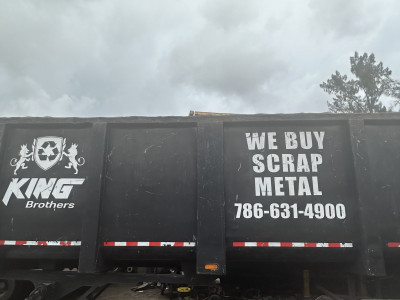 KING
Brothers
WE BUY
SCRAP
METAL
786-631-4900